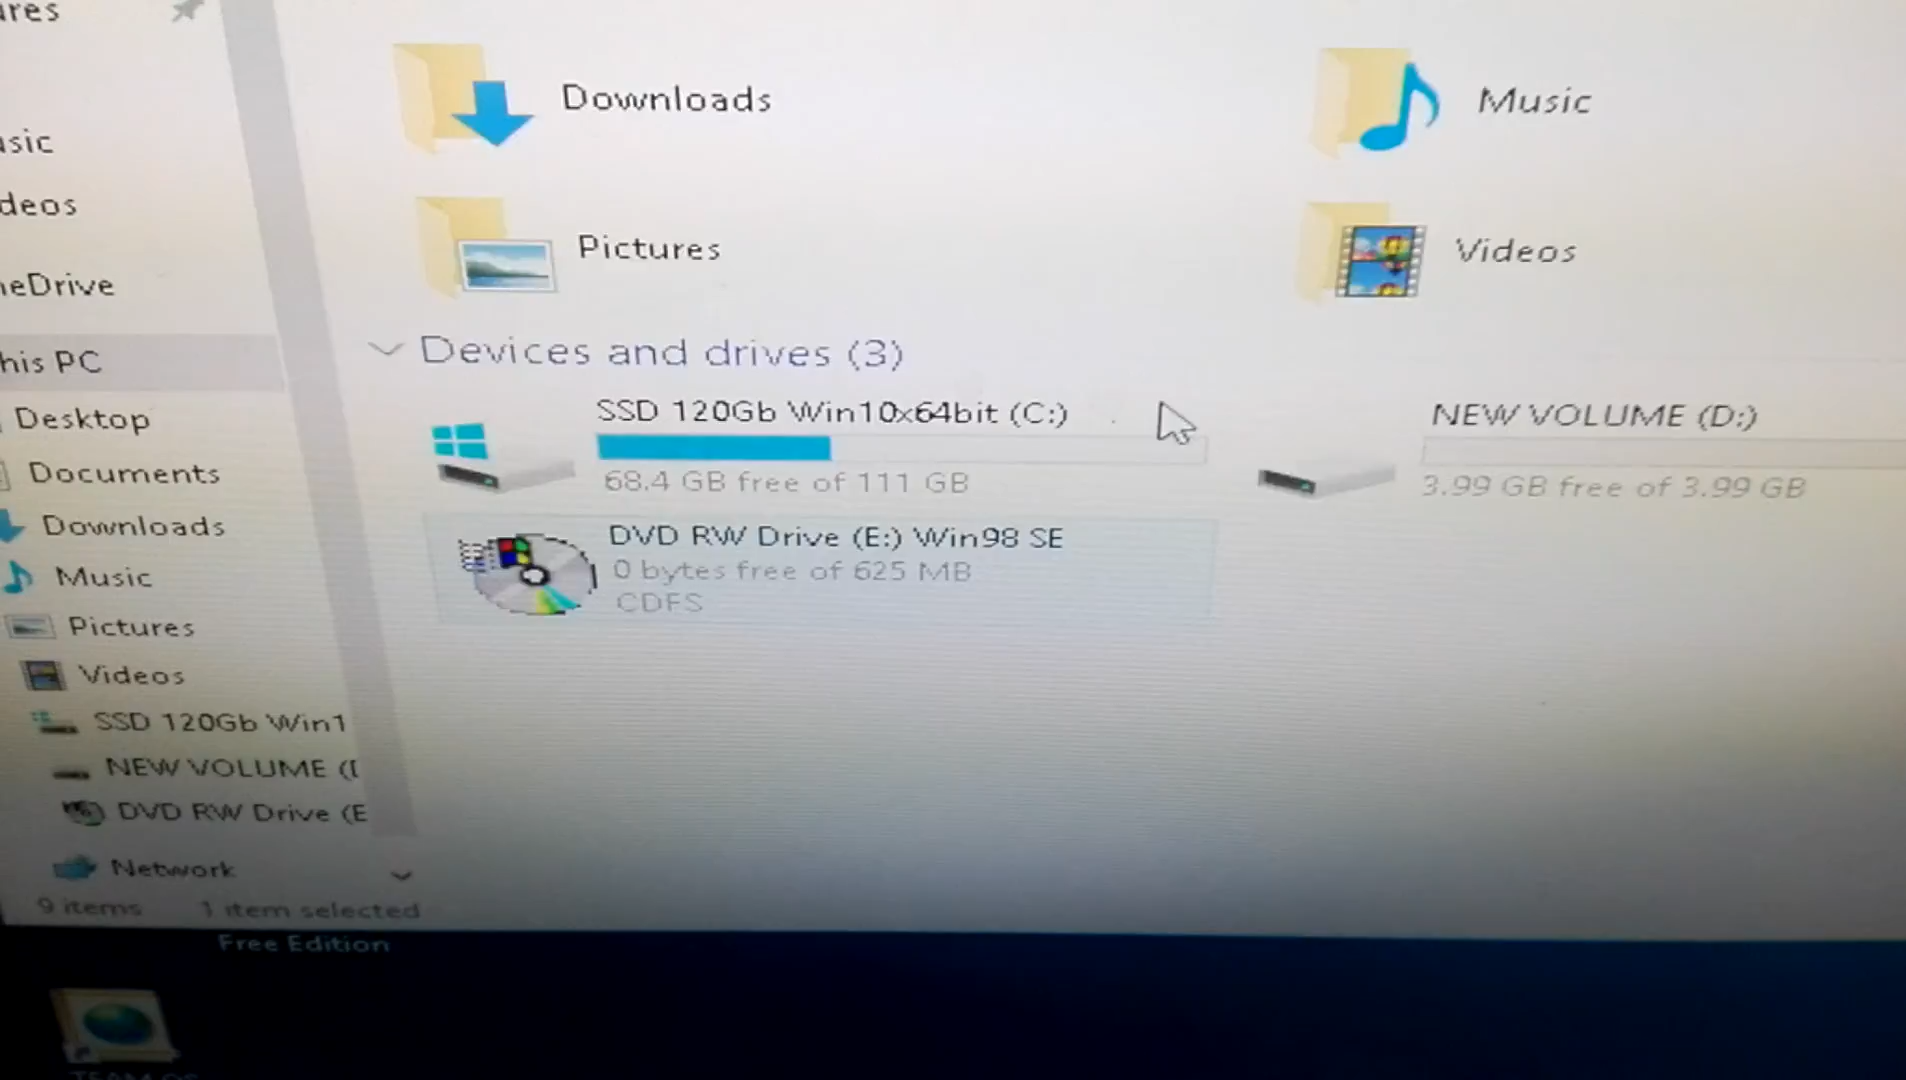 Downloads
Music
Pictures
Videos
Devices and drives (3)
SSD 120Gb Win10x64bit (C:)
68.4 GB free of 111 GB
NEW VOLUME (D:)
3.99 GB free of 3.99 GB
DVD RW Drive (E:) Win98 SE
0 bytes free of 625 MB
CDFS
ures
usic
deos
neDrive
his PC
Desktop
Documents
Downloads
Music
Pictures
Videos
SSD 120Gb Win1
NEW VOLUME (
DVD RW Drive (E
Network
9 items 1 item selected
Free Edition